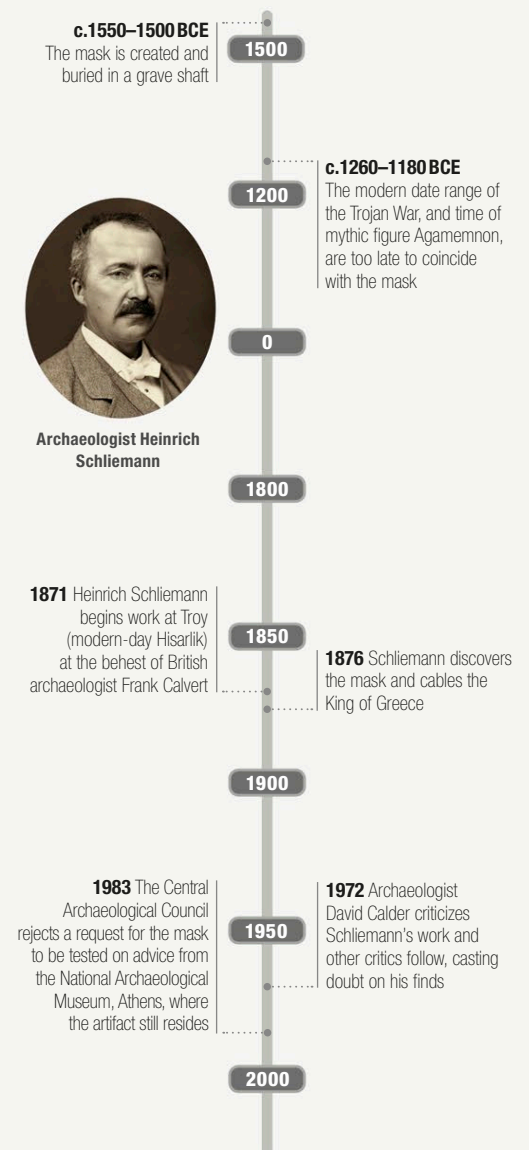 c.1550–1500 BCE
The mask is created and
buried in a grave shaft
1500
c.1260–1180 BCE
The modern date range of
the Trojan War, and time of
mythic figure Agamemnon,
are too late to coincide
with the mask
1200
0
Archaeologist Heinrich
Schliemann
1800
1871 Heinrich Schliemann
begins work at Troy
(modern-day Hisarlik)
at the behest of British
archaeologist Frank Calvert
1850
1876 Schliemann discovers
the mask and cables the
King of Greece
1900
1983 The Central
Archaeological Council
rejects a request for the mask
to be tested on advice from
the National Archaeological
Museum, Athens, where
the artifact still resides
1972 Archaeologist
David Calder criticizes
Schliemann's work and
other critics follow, casting
doubt on his finds
1950
2000